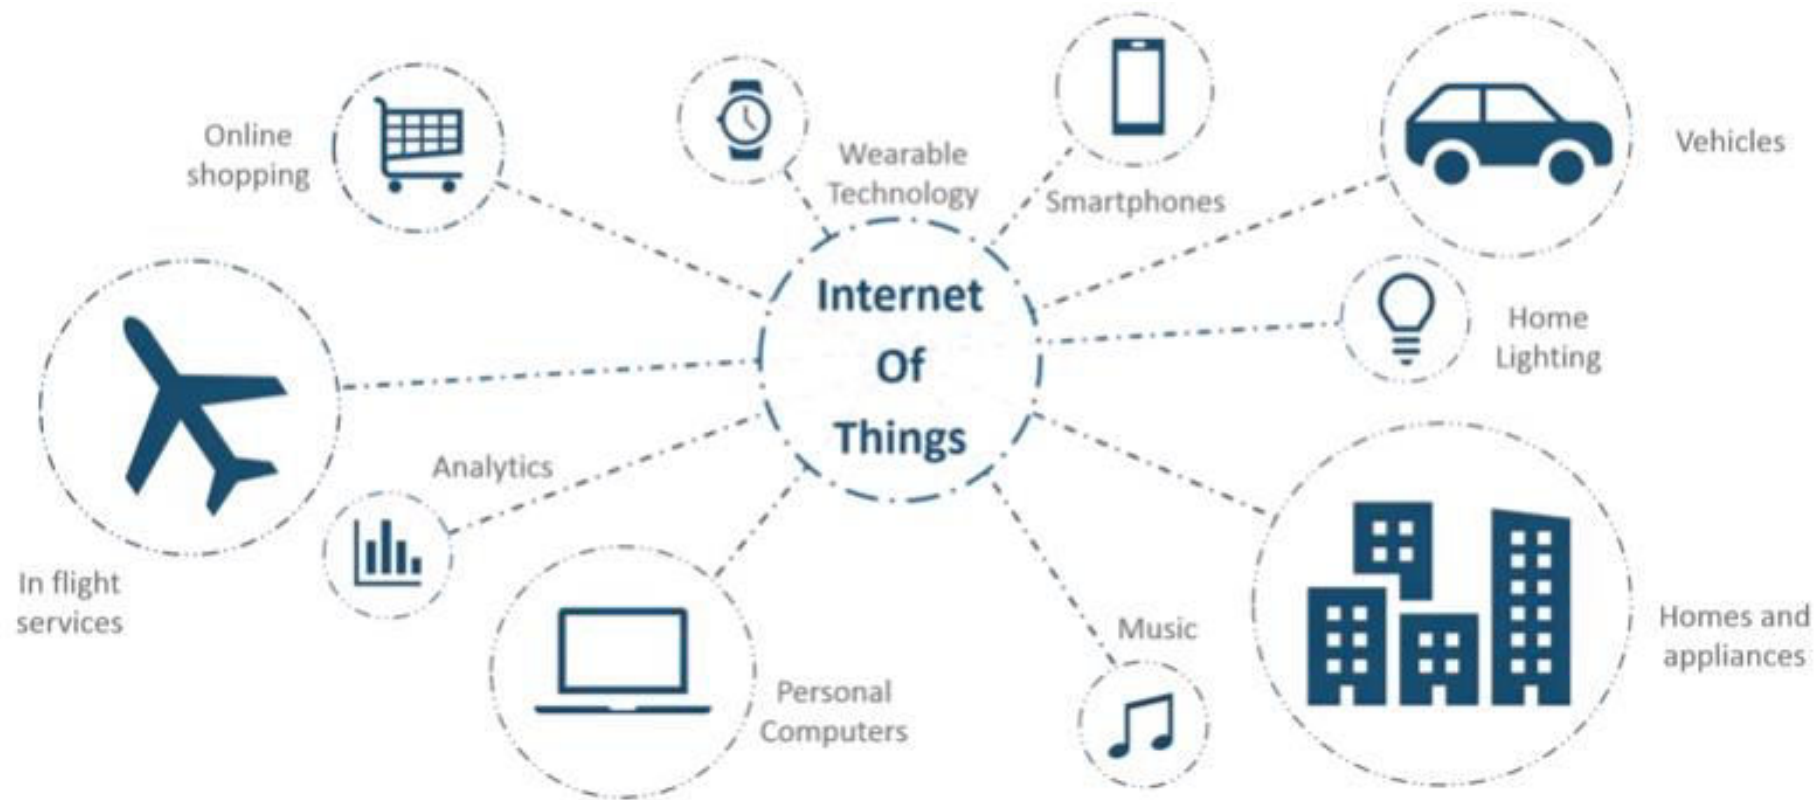 Online
shopping
Wearable
Technology
Smartphones
Vehicles
Internet
Of
Things
Home
Lighting
Analytics
In flight
services
Personal
Computers
Music
Homes and
appliances